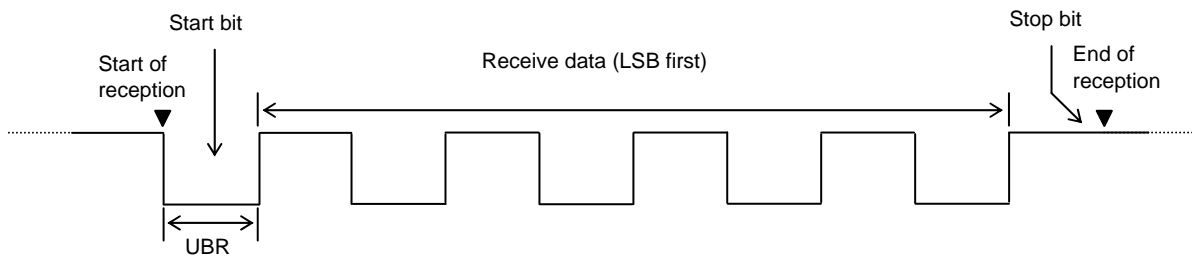 Start bit
Stop bit
Start of
reception
Receive data (LSB first)
End of
reception
UBR